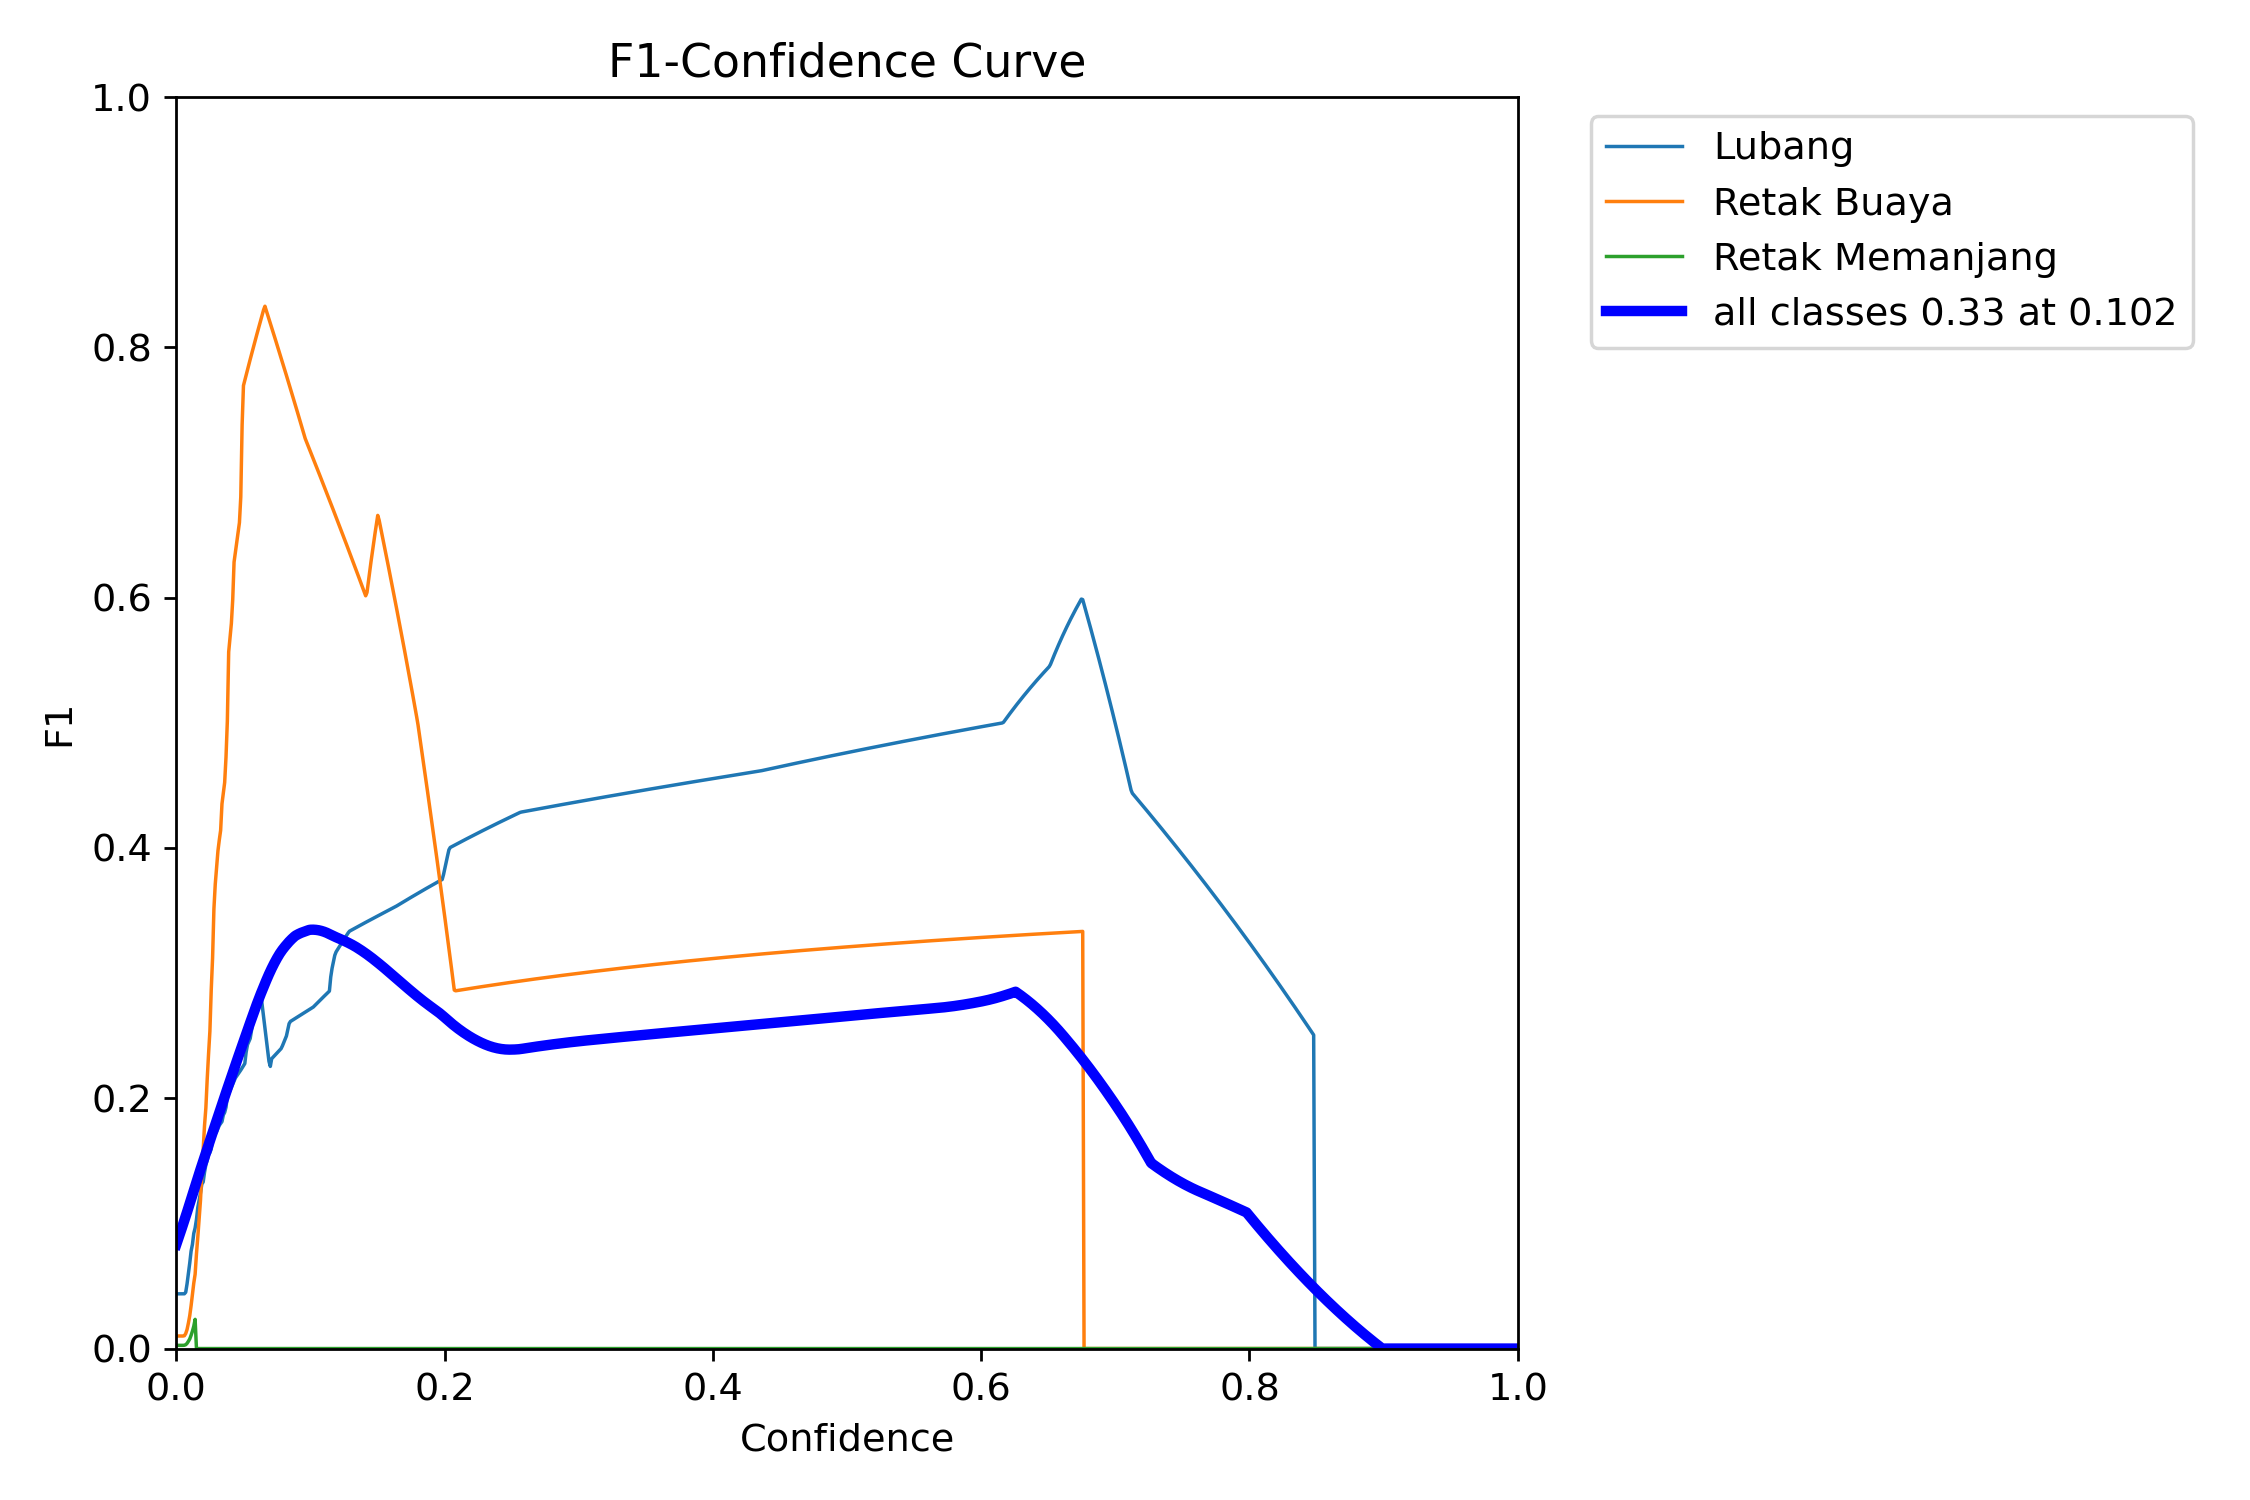 F1-Confidence Curve
1.0
0.8
0.6
0.4
0.2
0.0
F1
0.0 0.2 0.4 0.6 0.8 1.0
Confidence
Lubang
Retak Buaya
Retak Memanjang
all classes 0.33 at 0.102